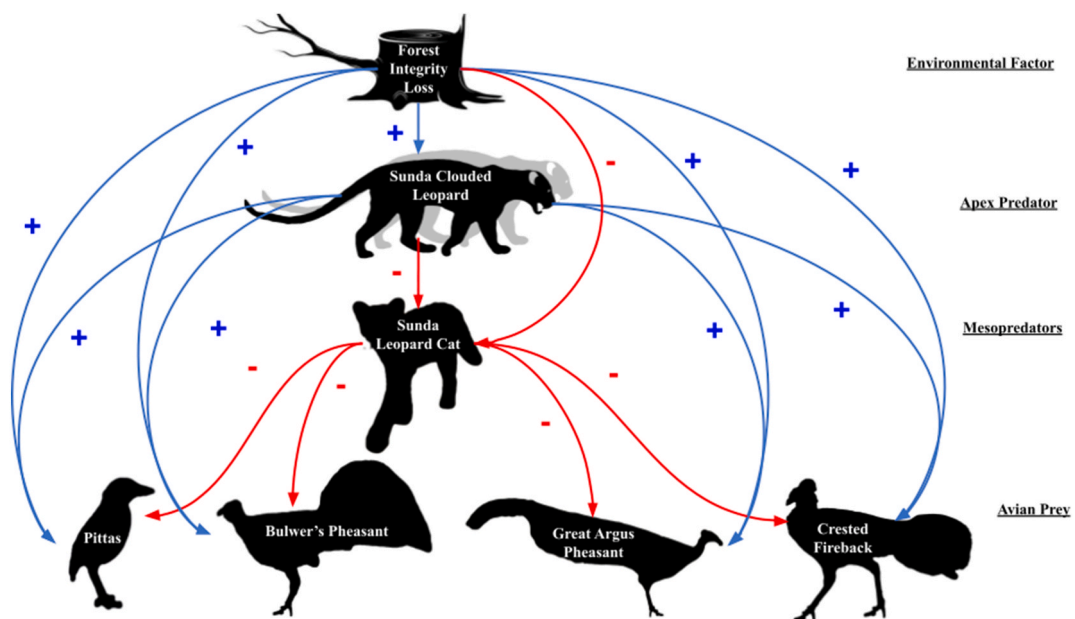 Forest
Integrity
Loss
Environmental Factor
+
+
+
-
+
+
Sunda Clouded
Leopard
Apex Predator
+
+
-
+
+
Sunda
Leopard Cat
Mesopredators
-
-
-
-
Pittas
Bulwer's Pheasant
Great Argus
Pheasant
Crested
Fireback
Avian Prey